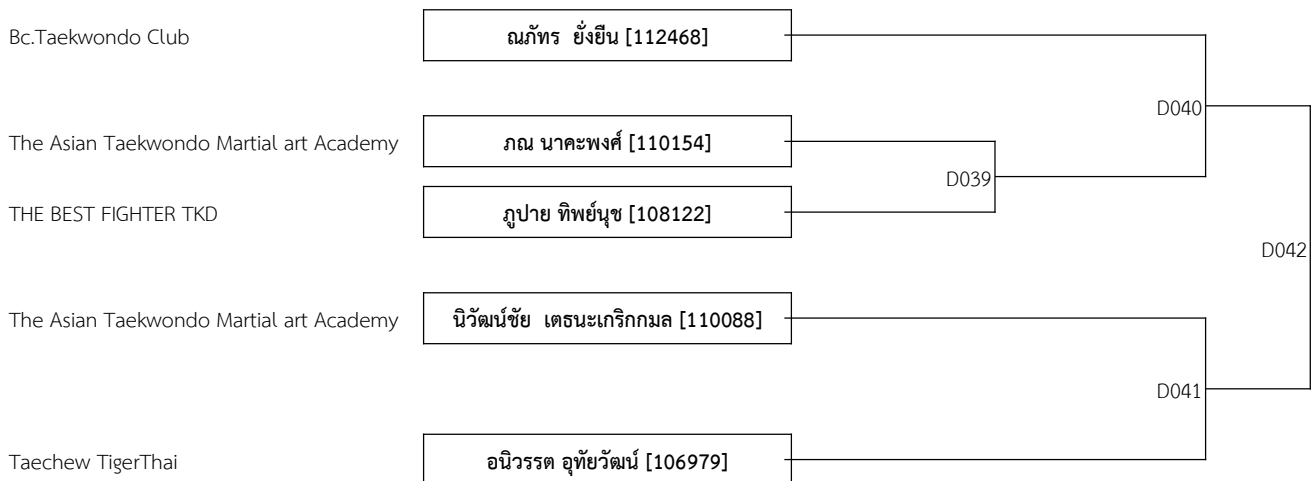 Bc.Taekwondo Club ณภัทร  ยั่งยืน [112468]
D040
The Asian Taekwondo Martial art Academy ภณ นาคะพงศ์ [110154]
D039
THE BEST FIGHTER TKD ภูปาย ทิพย์นุช [108122]
D042
The Asian Taekwondo Martial art Academy นิวัฒน์ชัย  เตธนะเกริกกมล [110088]
D041
Taechew TigerThai อนิวรรต อุทัยวัฒน์ [106979]